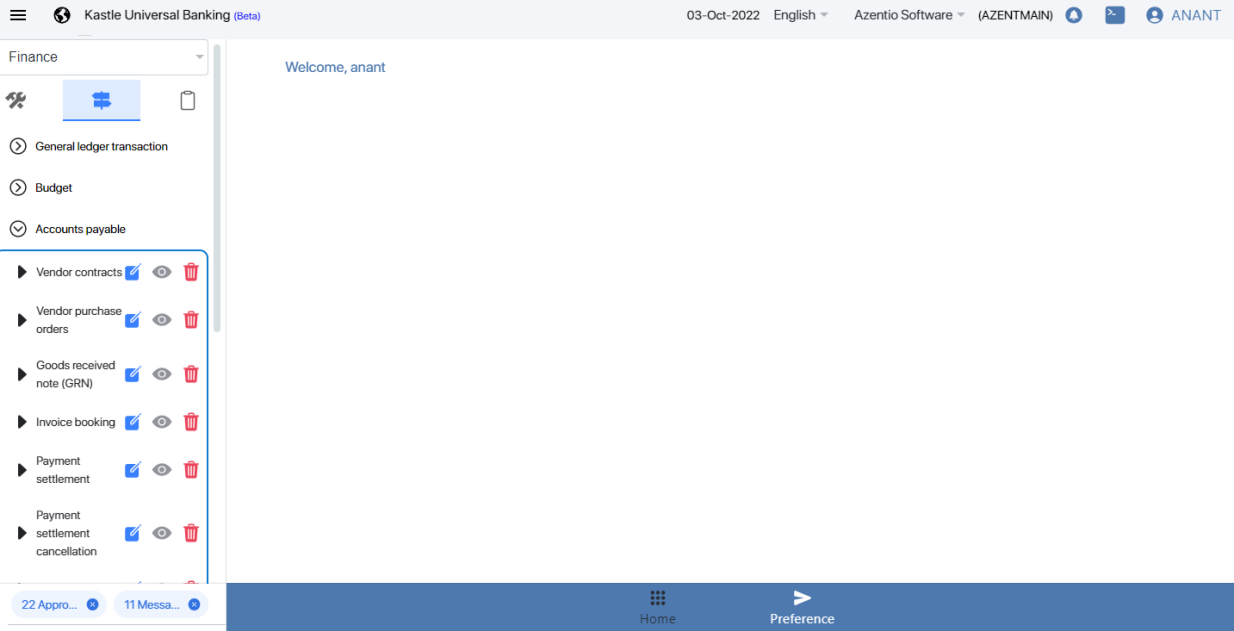 Kastle Universal Banking (Beta)
03-Oct-2022 English Azentio Software (AZENTMAIN) ANANT
Finance
Welcome, anant
General ledger transaction
Budget
Accounts payable
Vendor contracts
Vendor purchase
orders
Goods received
note (GRN)
Invoice booking
Payment
settlement
Payment
settlement
cancellation
22 Appro...
11 Messa...
Home
Preference